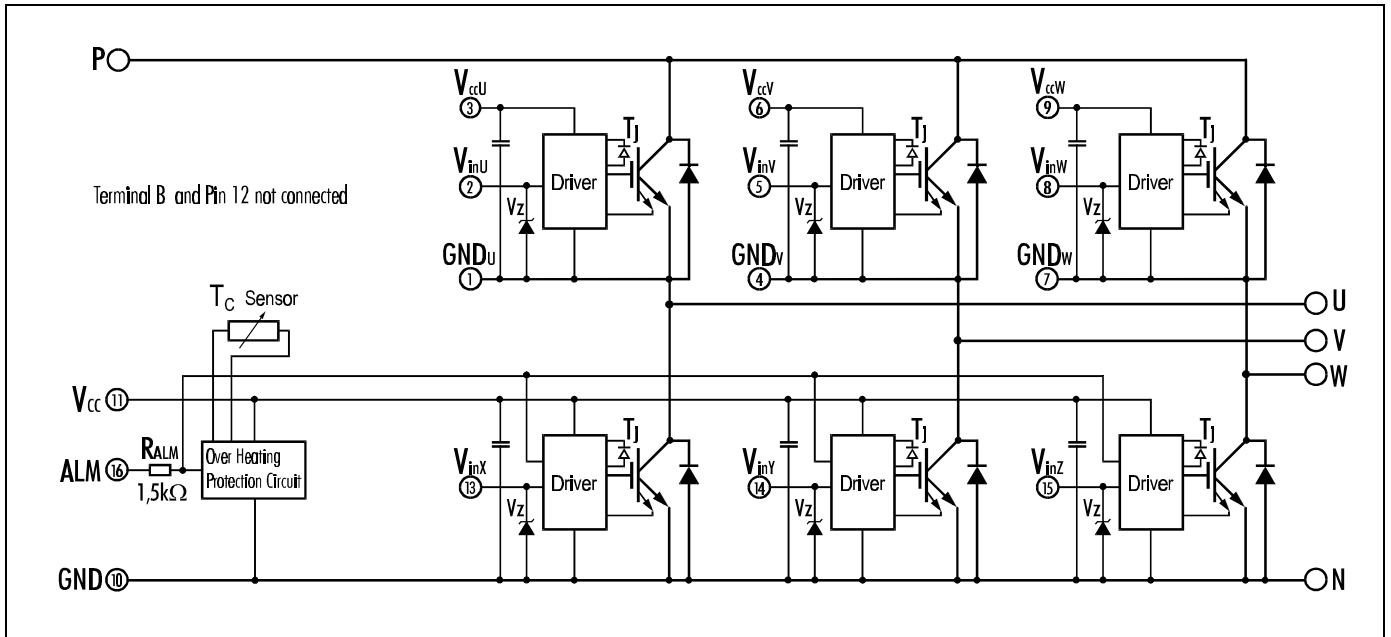 P
VccU VccV VccW
3 6 9
Tj Tj Tj
VinU VinV VinW
2 5 8
Driver Driver Driver
Terminal B and Pin 12 not connected
Vz Vz Vz
GNDU GNDV GNDW
1 4 7
TC Sensor
U
V
W
VCC 11
Tj Tj Tj
RALM
Over Heating
Protection Circuit
ALM 16
1,5kΩ
VinX VinY VinZ
13 14 15
Driver Driver Driver
Vz Vz Vz
GND 10
N